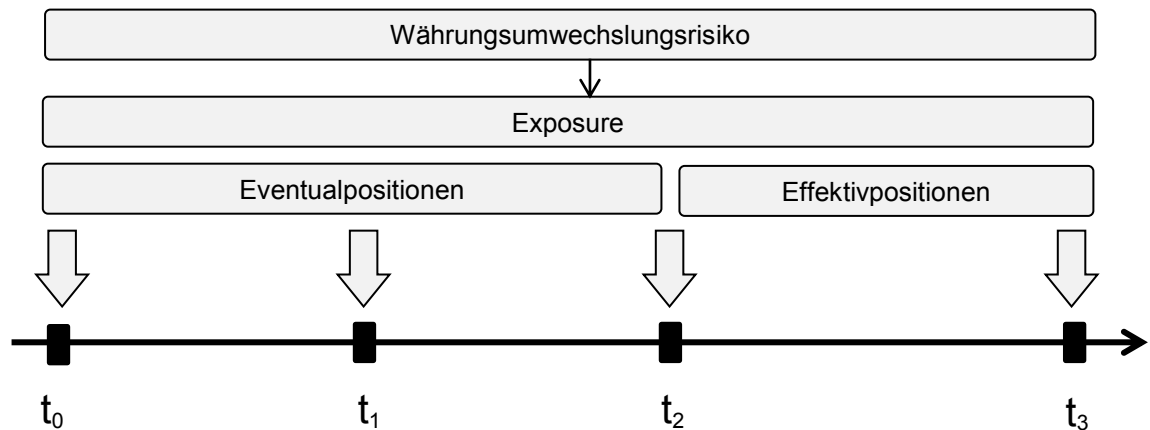 Währungsumwechslungsrisiko
Exposure
Eventualpositionen Effektivpositionen
t₀ t₁ t₂ t₃